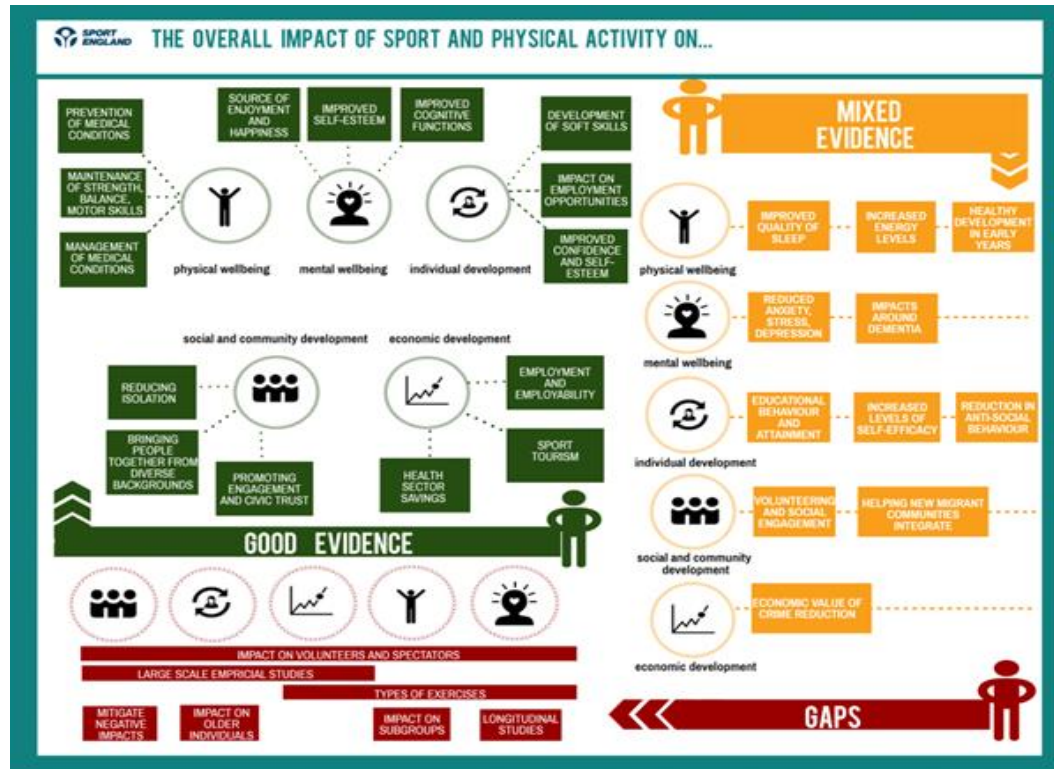 SPORT
ENGLAND
THE OVERALL IMPACT OF SPORT AND PHYSICAL ACTIVITY ON...
PREVENTION
OF MEDICAL
CONDITONS
MAINTENANCE
OF STRENGTH,
BALANCE,
MOTOR SKILLS
MANAGEMENT
OF MEDICAL
CONDITIONS
physical wellbeing
SOURCE OF
ENJOYMENT
AND
HAPPINESS
IMPROVED
SELF-ESTEEM
IMPROVED
COGNITIVE
FUNCTIONS
mental wellbeing
DEVELOPMENT
OF SOFT SKILLS
IMPACT ON
EMPLOYMENT
OPPORTUNITIES
IMPROVED
CONFIDENCE
AND SELF-
ESTEEM
individual development
social and community development
REDUCING
ISOLATION
BRINGING
PEOPLE
TOGETHER FROM
DIVERSE
BACKGROUNDS
PROMOTING
ENGAGEMENT
AND CIVIC TRUST
economic development
EMPLOYMENT
AND
EMPLOYABILITY
SPORT
TOURISM
HEALTH
SECTOR
SAVINGS
GOOD EVIDENCE
MIXED
EVIDENCE
physical wellbeing
IMPROVED
QUALITY OF
SLEEP
INCREASED
ENERGY
LEVELS
HEALTHY
DEVELOPMENT
IN EARLY
YEARS
mental wellbeing
REDUCED
ANXIETY,
STRESS,
DEPRESSION
IMPACTS
AROUND
DEMENTIA
individual development
EDUCATIONAL
BEHAVIOUR
AND
ATTAINMENT
INCREASED
LEVELS OF
SELF-EFFICACY
REDUCTION IN
ANTI-SOCIAL
BEHAVIOUR
social and community
development
VOLUNTEERING
AND SOCIAL
ENGAGEMENT
HELPING NEW MIGRANT
COMMUNITIES
INTEGRATE
economic development
ECONOMIC VALUE OF
CRIME REDUCTION
IMPACT ON VOLUNTEERS AND SPECTATORS
LARGE SCALE EMPRICIAL STUDIES
TYPES OF EXERCISES
MITIGATE
NEGATIVE
IMPACTS
IMPACT ON
OLDER
INDIVIDUALS
IMPACT ON
SUBGROUPS
LONGITUDINAL
STUDIES
GAPS